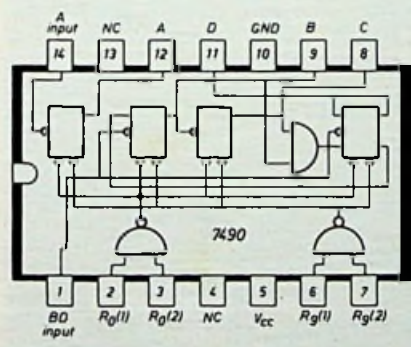 A input NC A D GND B C
14 13 12 11 10 9 8
7490
1 2 3 4 5 6 7
BD input R0(1) R0(2) NC Vcc R9(1) R9(2)